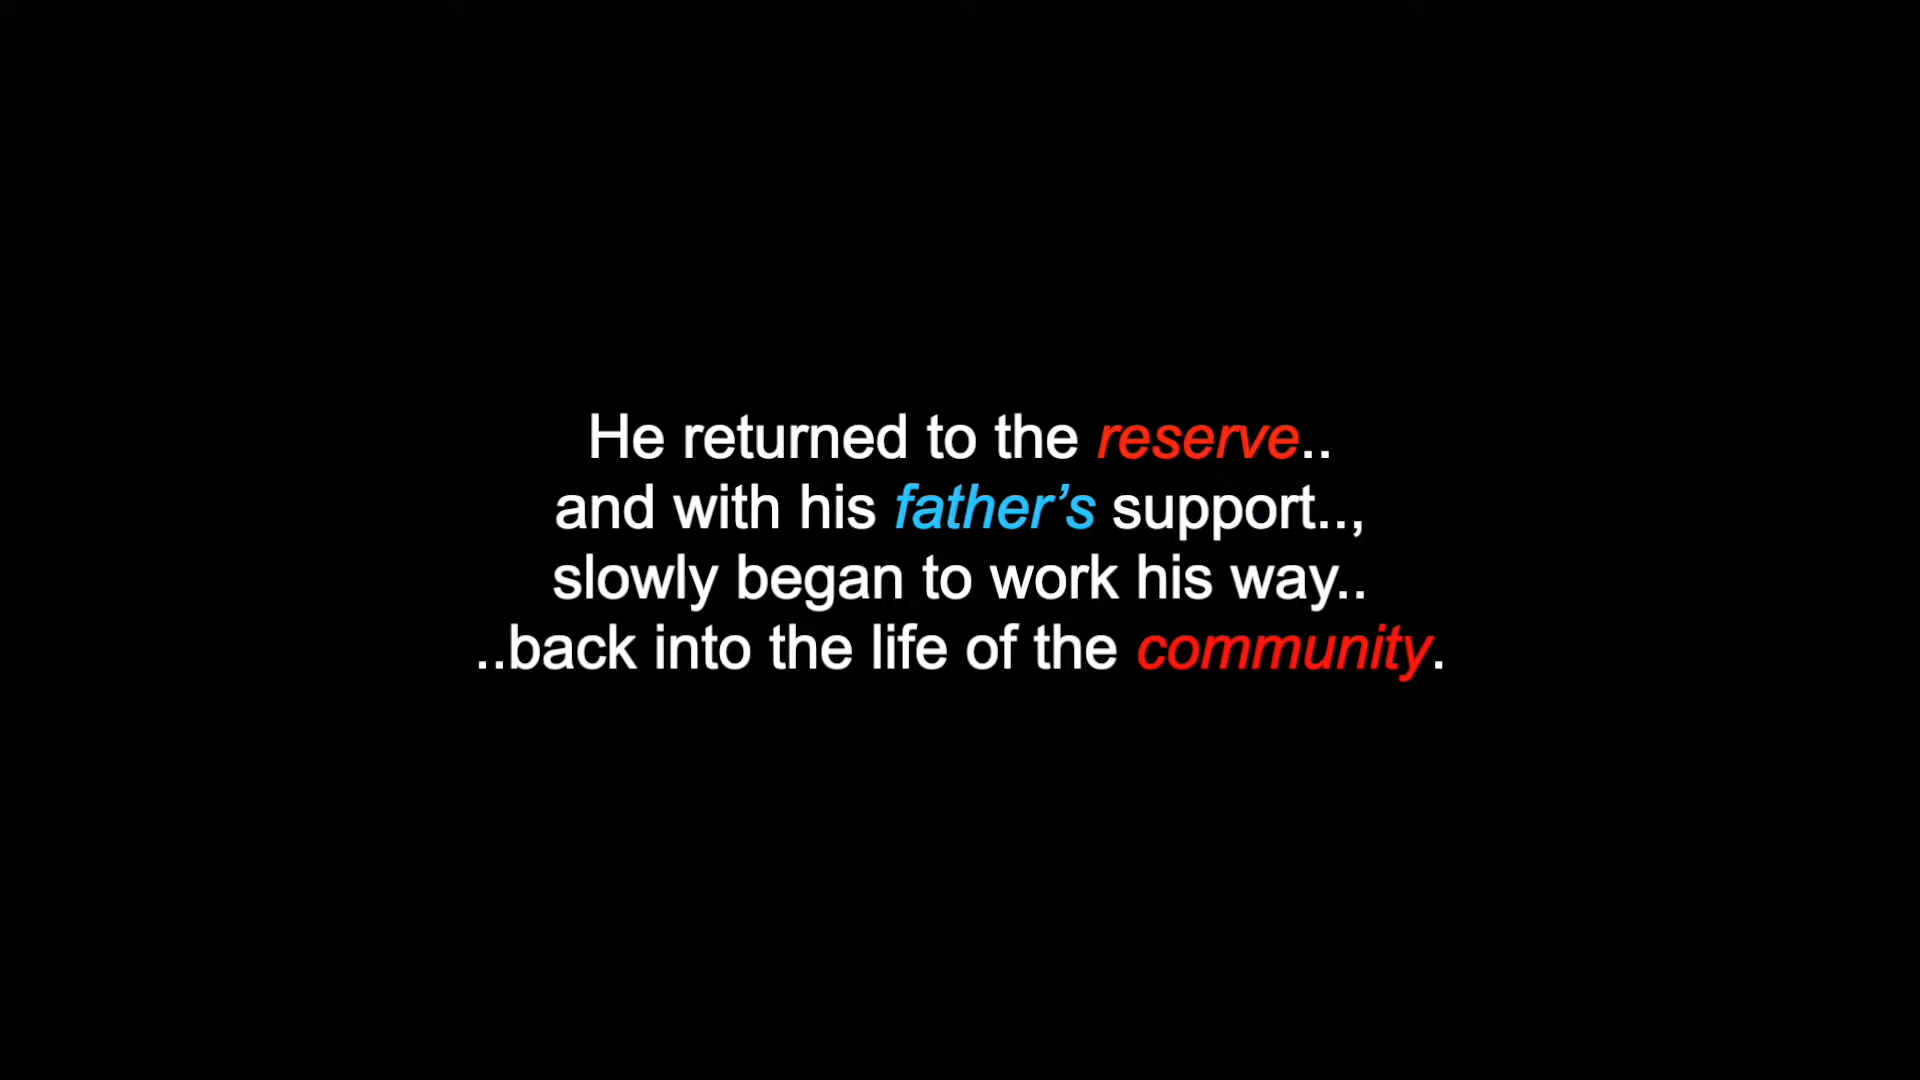 He returned to the reserve..
and with his father’s support..,
slowly began to work his way..
..back into the life of the community.